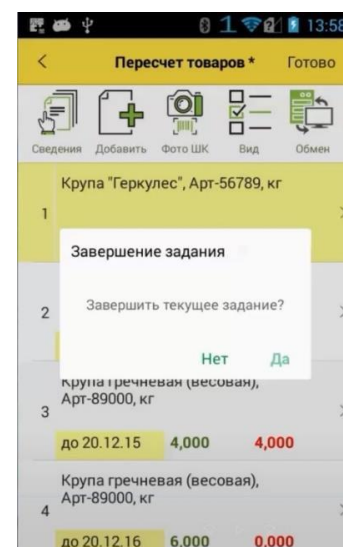 1 13:58
Пересчет товаров * Готово
Сведения Добавить Фото ШК Вид Обмен
Крупа "Геркулес", Арт-56789, кг
1
Завершение задания
Завершить текущее задание?
2
Нет Да
Крупа гречневая (весовая),
Арт-89000, кг
3
до 20.12.15 4,000 4,000
Крупа гречневая (весовая),
Арт-89000, кг
4
до 20.12.16 6,000 0,000